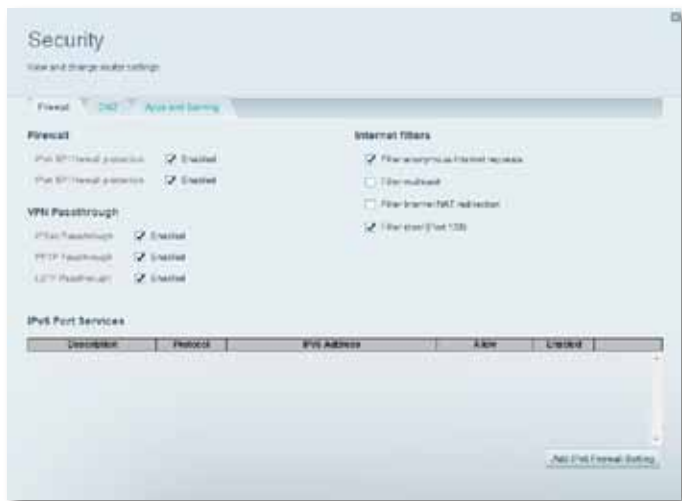 Security
View and change router settings
Firewall
DMZ
Apps and Gaming
Firewall
IPv4 SPI firewall protection Enabled
IPv6 SPI firewall protection Enabled
VPN Passthrough
IPSec Passthrough Enabled
PPTP Passthrough Enabled
L2TP Passthrough Enabled
Internet filters
Filter anonymous Internet requests
Filter multicast
Filter Internet NAT redirection
Filter ident (Port 113)
IPv6 Port Services
Description Protocol IPv6 Address Allow Enabled
Add IPv6 Firewall Setting